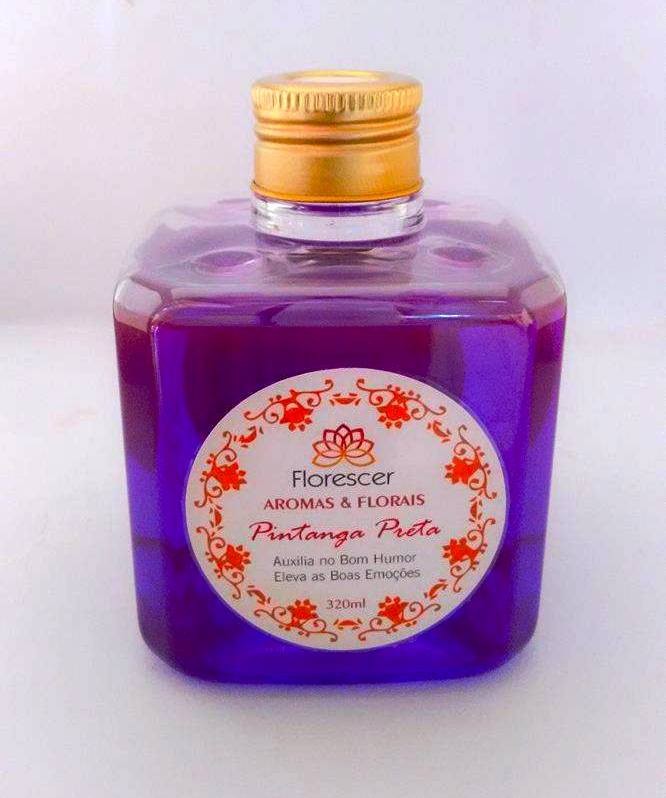 Florescer
AROMAS & FLORAIS
Pintanga Preta
Auxilia no Bom Humor
Eleva as Boas Emoções
320ml